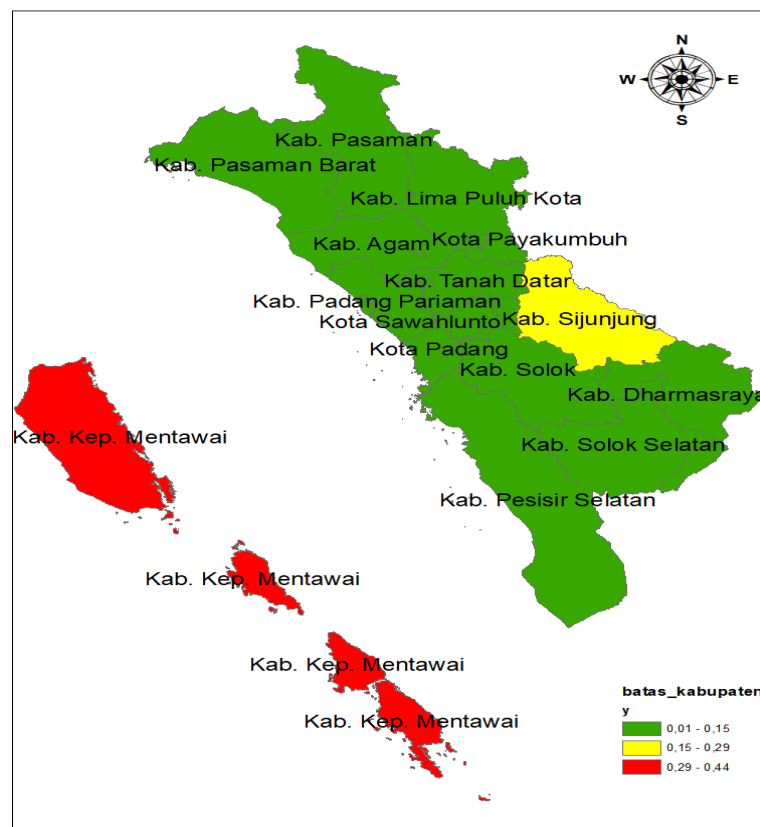 N
W E
S
Kab. Pasaman
Kab. Pasaman Barat
Kab. Lima Puluh Kota
Kab. Agam
Kota Payakumbuh
Kab. Tanah Datar
Kab. Padang Pariaman
Kota Sawahlunto
Kab. Sijunjung
Kota Padang
Kab. Solok
Kab. Dharmasraya
Kab. Kep. Mentawai
Kab. Solok Selatan
Kab. Pesisir Selatan
Kab. Kep. Mentawai
Kab. Kep. Mentawai
Kab. Kep. Mentawai
batas_kabupaten
y
0,01 - 0,15
0,15 - 0,29
0,29 - 0,44